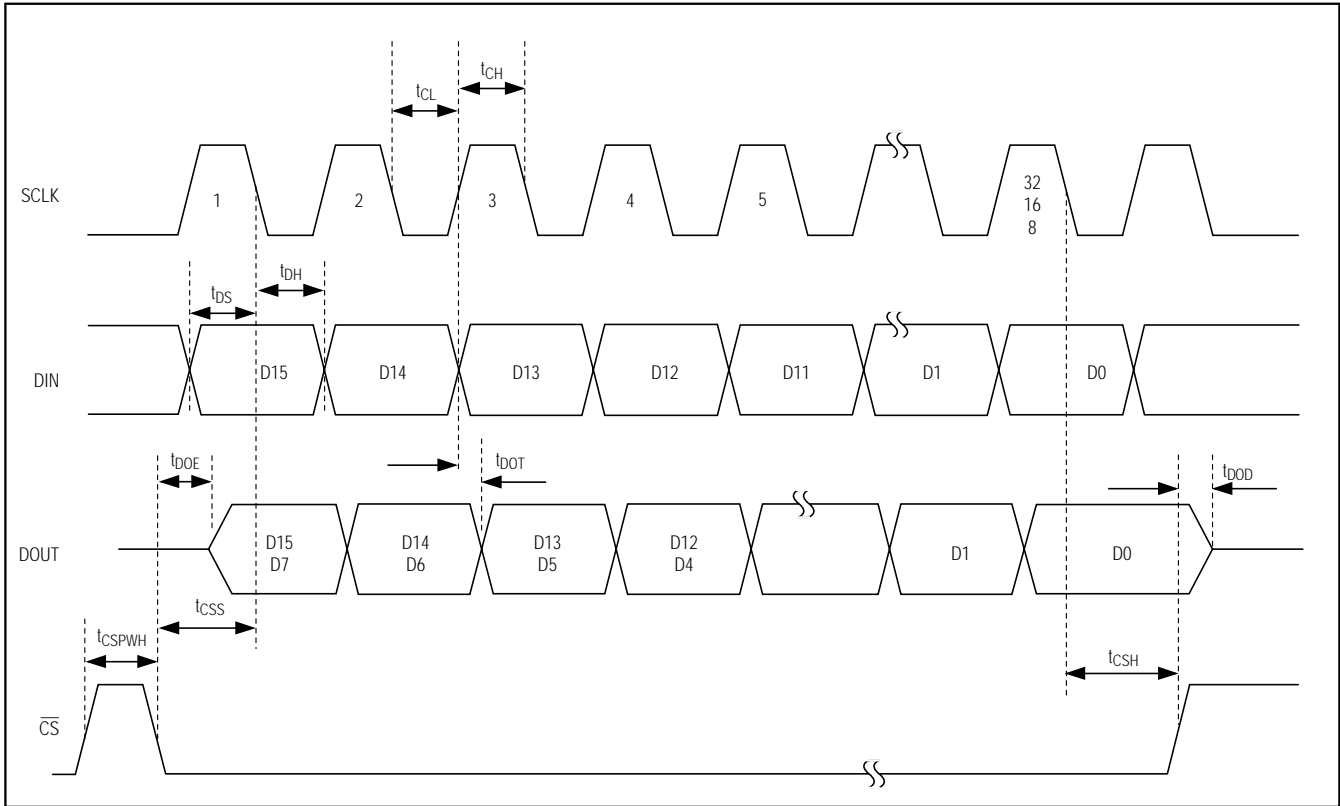 tCL
tCH
SCLK
1
2
3
4
5
32
16
8
tDS
tDH
DIN
D15
D14
D13
D12
D11
D1
D0
tDOE
tDOT
tDOD
DOUT
D15
D7
D14
D6
D13
D5
D12
D4
D1
D0
tCSPWH
tCSS
tCSH
CS